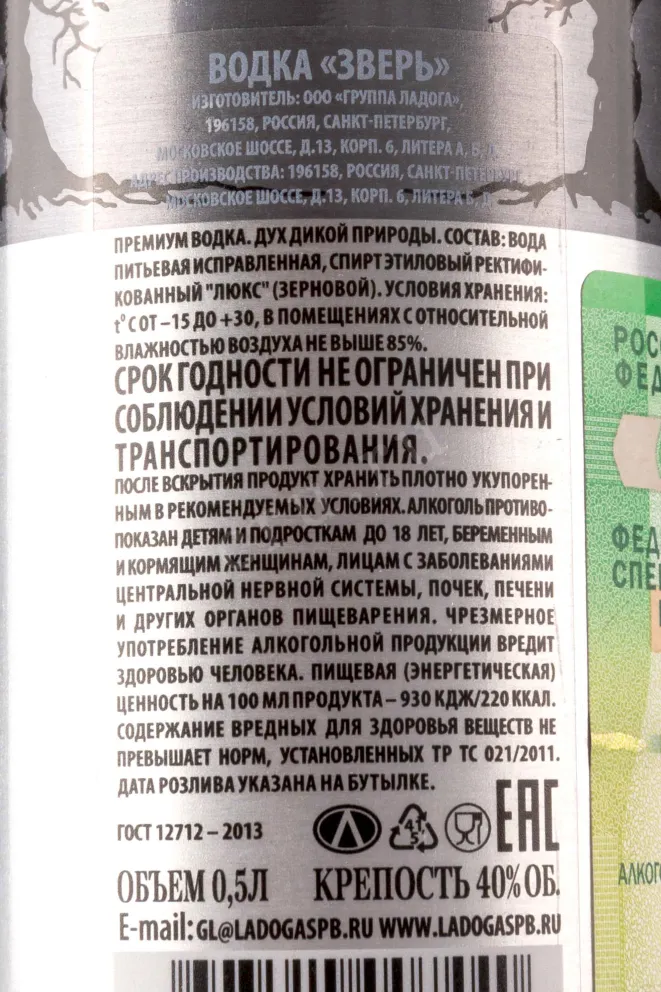 ВОДКА «ЗВЕРЬ»
ИЗГОТОВИТЕЛЬ: ООО «ГРУППА ЛАДОГА»,
196158, РОССИЯ, САНКТ-ПЕТЕРБУРГ,
МОСКОВСКОЕ ШОССЕ, Д.13, КОРП. 6, ЛИТЕРА А, Б, Д
АДРЕС ПРОИЗВОДСТВА: 196158, РОССИЯ, САНКТ-ПЕТЕРБУРГ,
МОСКОВСКОЕ ШОССЕ, Д.13, КОРП. 6, ЛИТЕРА Б, Д
ПРЕМИУМ ВОДКА. ДУХ ДИКОЙ ПРИРОДЫ. СОСТАВ: ВОДА
ПИТЬЕВАЯ ИСПРАВЛЕННАЯ, СПИРТ ЭТИЛОВЫЙ РЕКТИФИ-
КОВАННЫЙ "ЛЮКС" (ЗЕРНОВОЙ). УСЛОВИЯ ХРАНЕНИЯ:
t° С ОТ –15 ДО +30, В ПОМЕЩЕНИЯХ С ОТНОСИТЕЛЬНОЙ
ВЛАЖНОСТЬЮ ВОЗДУХА НЕ ВЫШЕ 85%.
СРОК ГОДНОСТИ НЕ ОГРАНИЧЕН ПРИ
СОБЛЮДЕНИИ УСЛОВИЙ ХРАНЕНИЯ И
ТРАНСПОРТИРОВАНИЯ.
ПОСЛЕ ВСКРЫТИЯ ПРОДУКТ ХРАНИТЬ ПЛОТНО УКУПОРЕН-
НЫМ В РЕКОМЕНДУЕМЫХ УСЛОВИЯХ. АЛКОГОЛЬ ПРОТИВО-
ПОКАЗАН ДЕТЯМ И ПОДРОСТКАМ ДО 18 ЛЕТ, БЕРЕМЕННЫМ
И КОРМЯЩИМ ЖЕНЩИНАМ, ЛИЦАМ С ЗАБОЛЕВАНИЯМИ
ЦЕНТРАЛЬНОЙ НЕРВНОЙ СИСТЕМЫ, ПОЧЕК, ПЕЧЕНИ
И ДРУГИХ ОРГАНОВ ПИЩЕВАРЕНИЯ. ЧРЕЗМЕРНОЕ
УПОТРЕБЛЕНИЕ АЛКОГОЛЬНОЙ ПРОДУКЦИИ ВРЕДИТ
ЗДОРОВЬЮ ЧЕЛОВЕКА. ПИЩЕВАЯ (ЭНЕРГЕТИЧЕСКАЯ)
ЦЕННОСТЬ НА 100 МЛ ПРОДУКТА – 930 КДЖ/220 ККАЛ.
СОДЕРЖАНИЕ ВРЕДНЫХ ДЛЯ ЗДОРОВЬЯ ВЕЩЕСТВ НЕ
ПРЕВЫШАЕТ НОРМ, УСТАНОВЛЕННЫХ ТР ТС 021/2011.
ДАТА РОЗЛИВА УКАЗАНА НА БУТЫЛКЕ.
ГОСТ 12712 – 2013
EAC
ОБЪЕМ 0,5Л КРЕПОСТЬ 40% ОБ.
E-mail: GL@LADOGASPB.RU WWW.LADOGASPB.RU
РОС
ФЕД
ФЕД
СПЕ
АЛКОГ